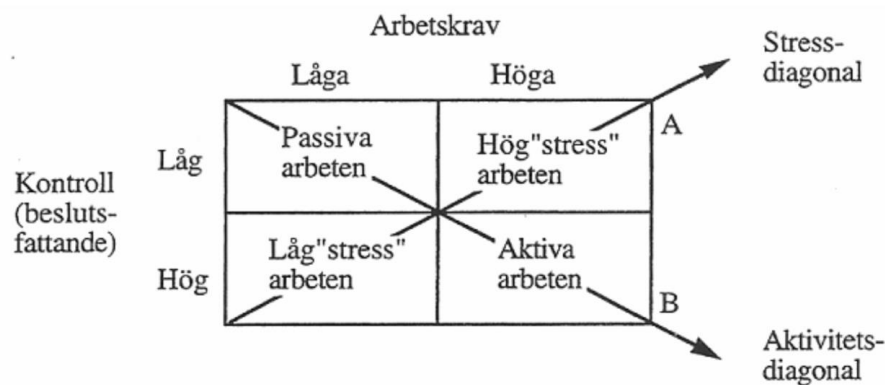 Arbetskrav
Stress-
diagonal
Låga
Höga
A
Passiva
arbeten
Hög"stress"
arbeten
Låg
Kontroll
(besluts-
fattande)
Låg"stress"
arbeten
Aktiva
arbeten
Hög
B
Aktivitets-
diagonal